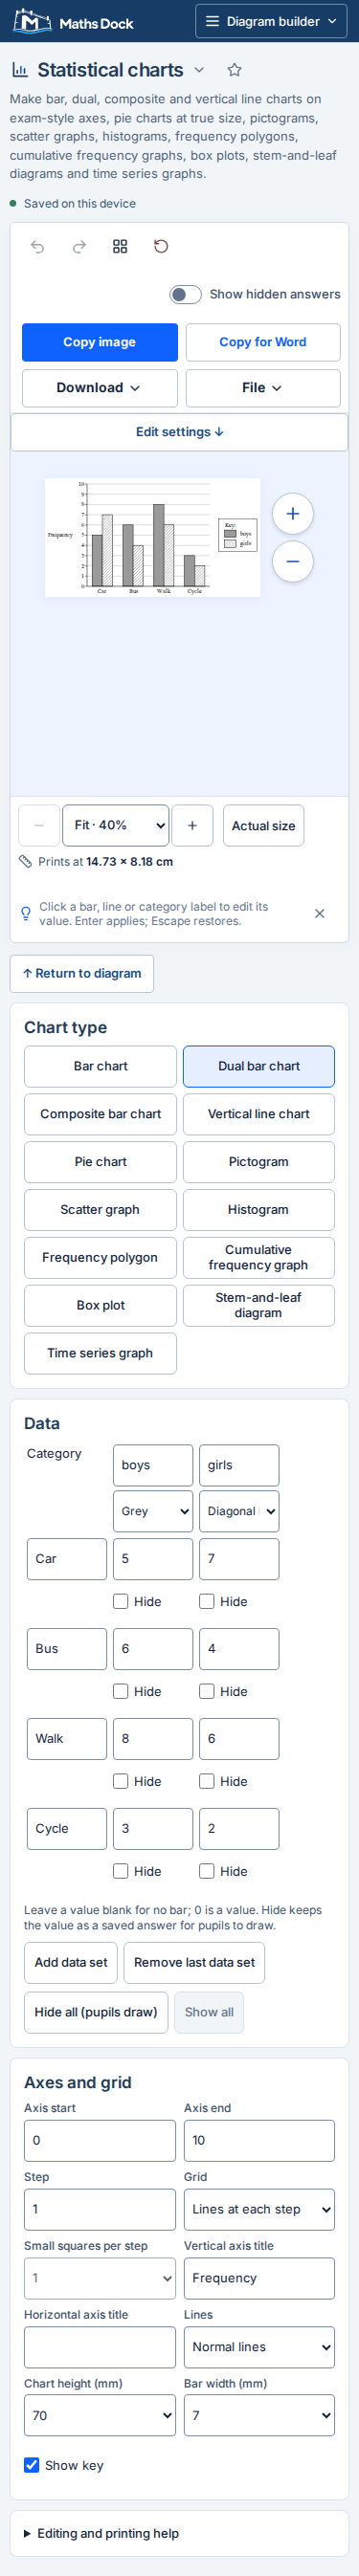 Maths Dock
Diagram builder
Statistical charts
Make bar, dual, composite and vertical line charts on
exam-style axes, pie charts at true size, pictograms,
scatter graphs, histograms, frequency polygons,
cumulative frequency graphs, box plots, stem-and-leaf
diagrams and time series graphs.
Saved on this device
Show hidden answers
Copy image
Copy for Word
Download
File
Edit settings ↓
10
9
8
7
6
5
4
3
2
1
0
Frequency
Car
Bus
Walk
Cycle
Key:
boys
girls
+
−
−
Fit · 40%
+
Actual size
Prints at 14.73 × 8.18 cm
Click a bar, line or category label to edit its
value. Enter applies; Escape restores.
↑ Return to diagram
Chart type
Bar chart
Dual bar chart
Composite bar chart
Vertical line chart
Pie chart
Pictogram
Scatter graph
Histogram
Frequency polygon
Cumulative
frequency graph
Box plot
Stem-and-leaf
diagram
Time series graph
Data
Category
boys
girls
Grey
Diagonal
Car
5
7
Hide
Hide
Bus
6
4
Hide
Hide
Walk
8
6
Hide
Hide
Cycle
3
2
Hide
Hide
Leave a value blank for no bar; 0 is a value. Hide keeps
the value as a saved answer for pupils to draw.
Add data set
Remove last data set
Hide all (pupils draw)
Show all
Axes and grid
Axis start
Axis end
0
10
Step
Grid
1
Lines at each step
Small squares per step
Vertical axis title
1
Frequency
Horizontal axis title
Lines
Normal lines
Chart height (mm)
Bar width (mm)
70
7
Show key
Editing and printing help